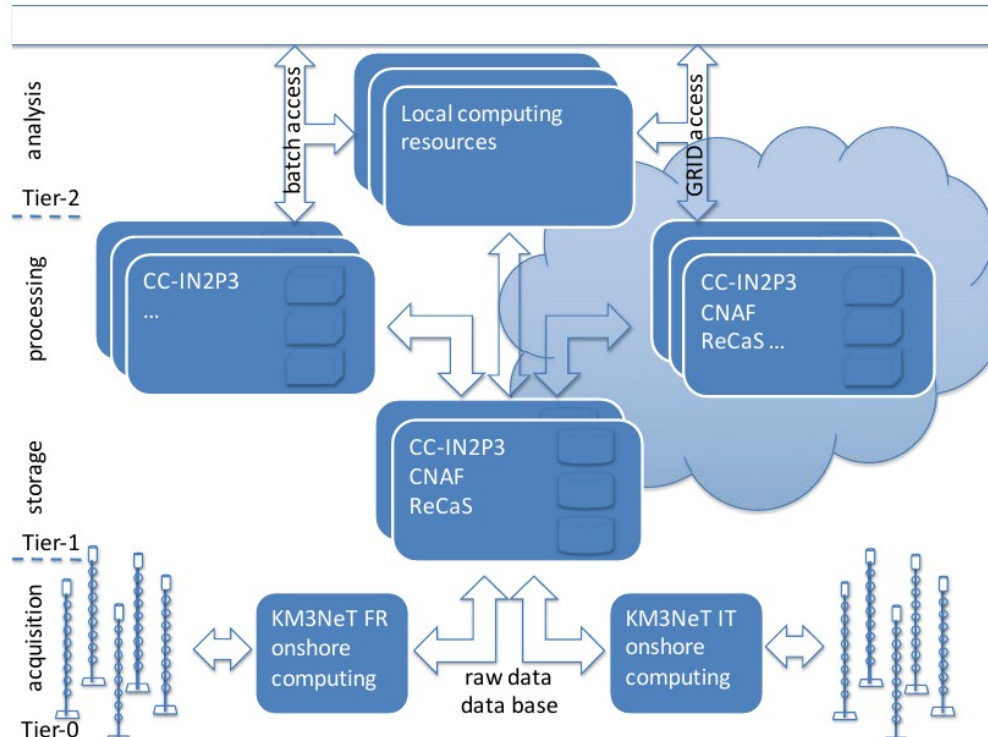 analysis
batch access
Local computing
resources
GRID access
Tier-2
processing
CC-IN2P3
...
CC-IN2P3
CNAF
ReCaS ...
storage
CC-IN2P3
CNAF
ReCaS
Tier-1
acquisition
KM3NeT FR
onshore
computing
raw data
data base
KM3NeT IT
onshore
computing
Tier-0